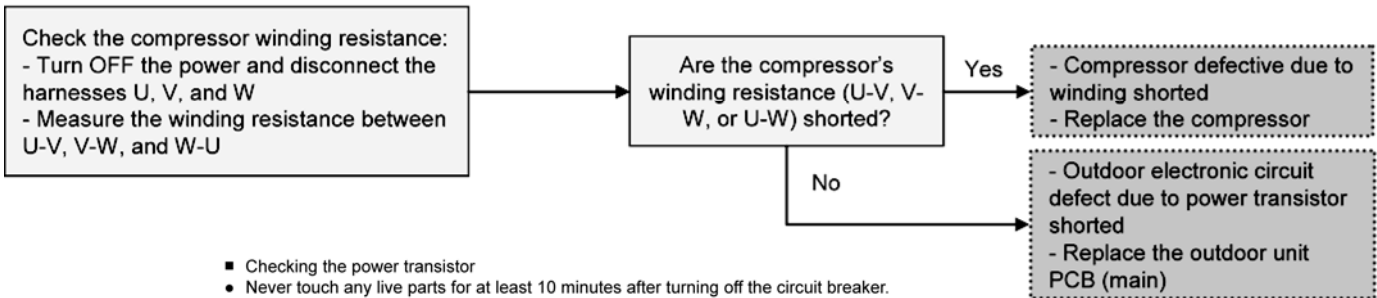 Check the compressor winding resistance:
- Turn OFF the power and disconnect the
harnesses U, V, and W
- Measure the winding resistance between
U-V, V-W, and W-U
Are the compressor's
winding resistance (U-V, V-
W, or U-W) shorted?
Yes
- Compressor defective due to
winding shorted
- Replace the compressor
No
- Outdoor electronic circuit
defect due to power transistor
shorted
- Replace the outdoor unit
PCB (main)
■ Checking the power transistor
● Never touch any live parts for at least 10 minutes after turning off the circuit breaker.